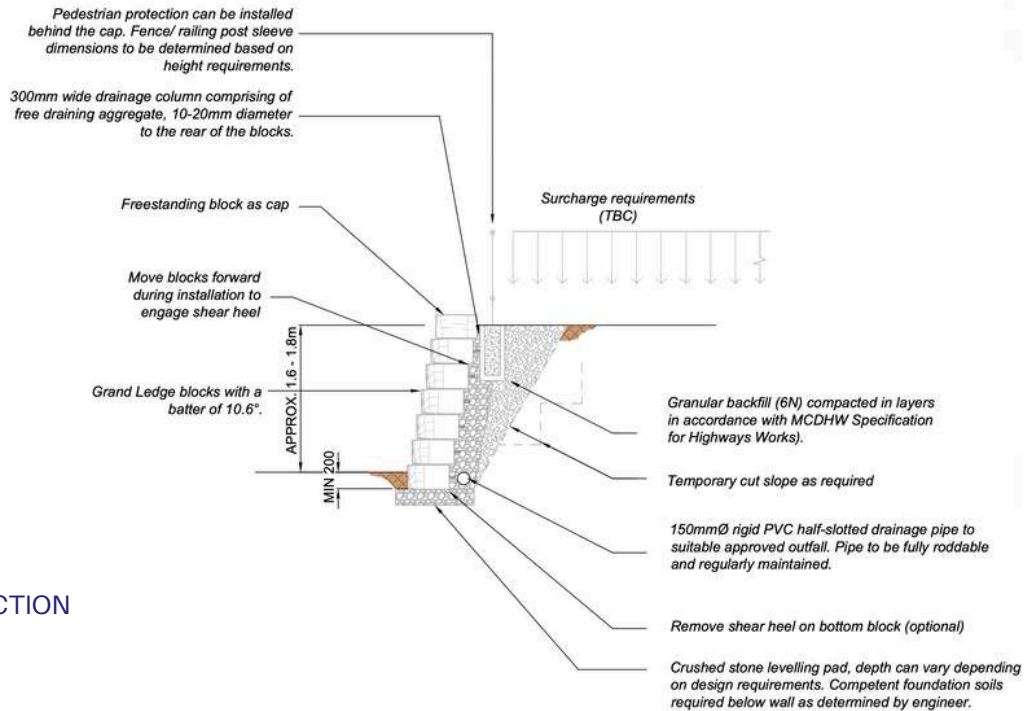 Pedestrian protection can be installed
behind the cap. Fence/ railing post sleeve
dimensions to be determined based on
height requirements.
300mm wide drainage column comprising of
free draining aggregate, 10-20mm diameter
to the rear of the blocks.
Freestanding block as cap
Surcharge requirements
(TBC)
Move blocks forward
during installation to
engage shear heel
APPROX. 1.6 - 1.8m
Grand Ledge blocks with a
batter of 10.6°.
MIN 200
Granular backfill (6N) compacted in layers
in accordance with MCDHW Specification
for Highways Works).
Temporary cut slope as required
150mmØ rigid PVC half-slotted drainage pipe to
suitable approved outfall. Pipe to be fully roddable
and regularly maintained.
CTION
Remove shear heel on bottom block (optional)
Crushed stone levelling pad, depth can vary depending
on design requirements. Competent foundation soils
required below wall as determined by engineer.